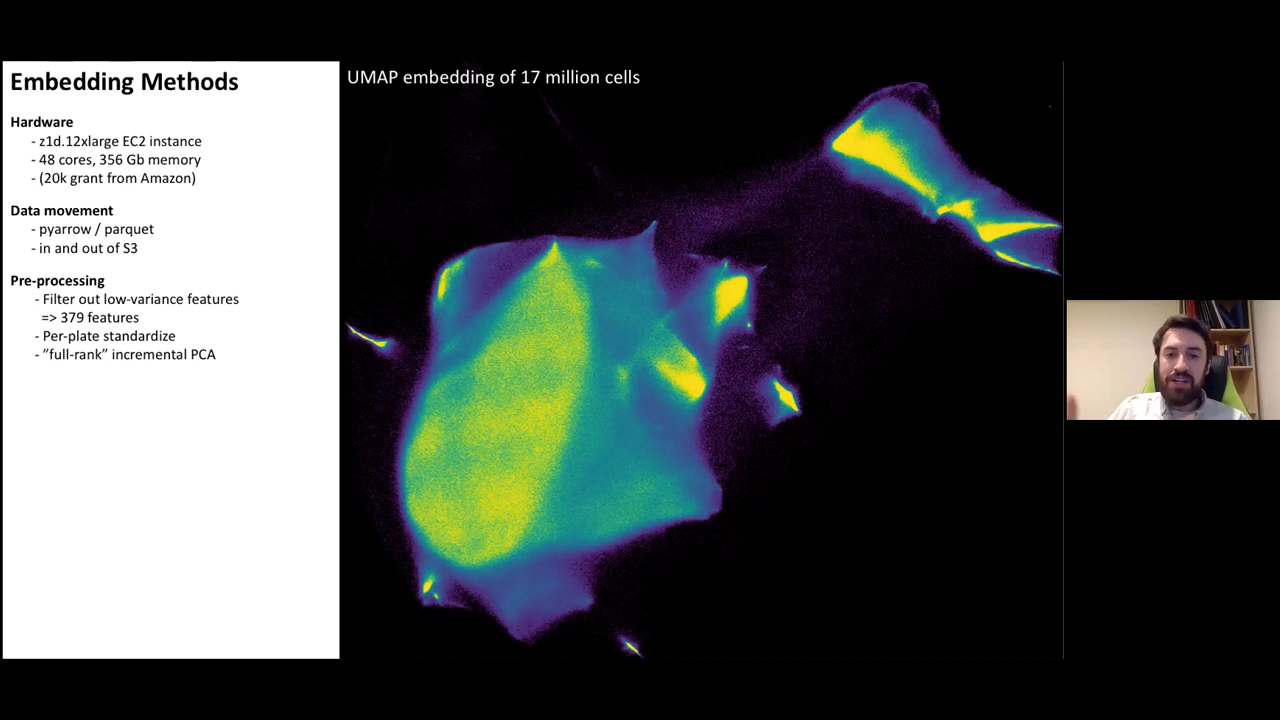 Embedding Methods
Hardware
- z1d.12xlarge EC2 instance
- 48 cores, 356 Gb memory
- (20k grant from Amazon)
Data movement
- pyarrow / parquet
- in and out of S3
Pre-processing
- Filter out low-variance features
=> 379 features
- Per-plate standardize
- ”full-rank” incremental PCA
UMAP embedding of 17 million cells